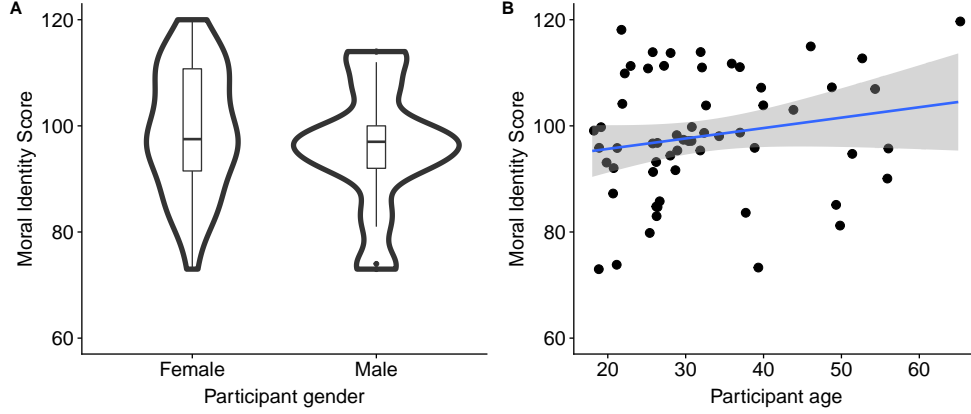 A
Moral Identity Score
120
100
80
60
Female
Male
Participant gender
B
Moral Identity Score
120
100
80
60
20
30
40
50
60
Participant age